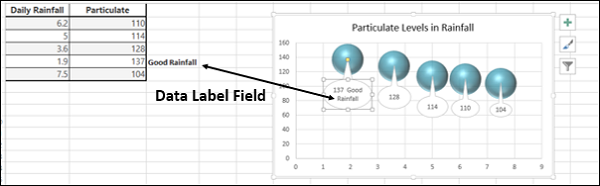 Daily Rainfall Particulate
6.2 110
5 114
3.6 128
1.9 137 Good Rainfall
7.5 104
Data Label Field
Particulate Levels in Rainfall
160
140
120
100
80
60
40
20
0
0 1 2 3 4 5 6 7 8 9
137 Good
Rainfall
128
114
110
104